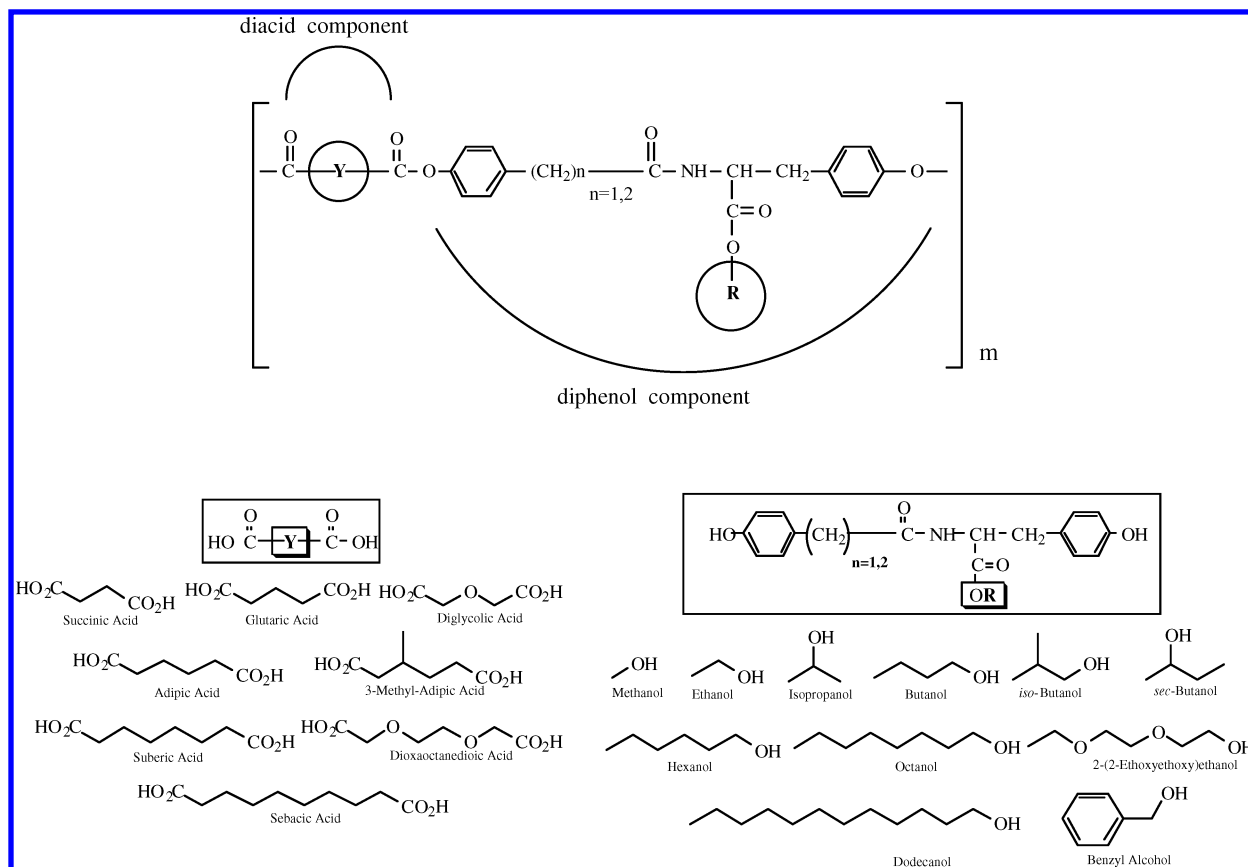 diacid component
O O O
C Y C O (CH2)n C NH CH CH2 O
n=1,2
C=O
O
R
m
diphenol component
O O
HO C Y C OH
O
HO CH2 C NH CH CH2 OH
n=1,2
C=O
OR
HO2C CO2H
Succinic Acid
HO2C CO2H
Glutaric Acid
HO2C O CO2H
Diglycolic Acid
HO2C CO2H
Adipic Acid
HO2C CO2H
3-Methyl-Adipic Acid
HO2C CO2H
Suberic Acid
HO2C O O CO2H
Dioxaoctanedioic Acid
HO2C CO2H
Sebacic Acid
OH
Methanol
OH
Ethanol
OH
Isopropanol
OH
Butanol
OH
iso-Butanol
OH
sec-Butanol
OH
Hexanol
OH
Octanol
O O OH
2-(2-Ethoxyethoxy)ethanol
OH
Dodecanol
OH
Benzyl Alcohol